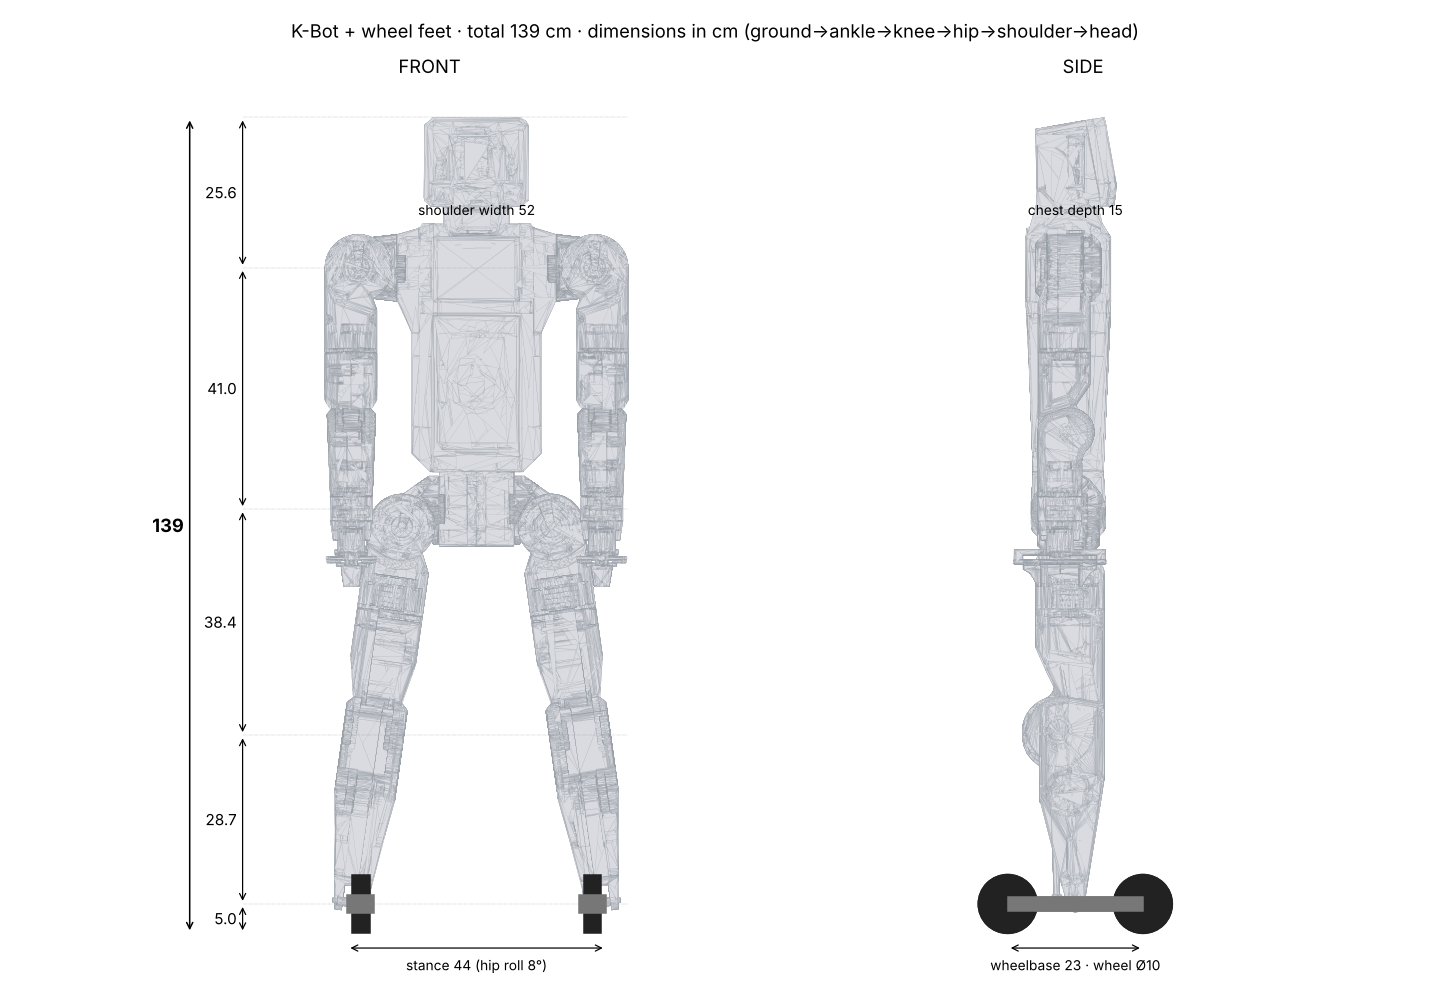 K-Bot + wheel feet · total 139 cm · dimensions in cm (ground→ankle→knee→hip→shoulder→head)
FRONT
SIDE
25.6
shoulder width 52
chest depth 15
41.0
139
38.4
28.7
5.0
stance 44 (hip roll 8°)
wheelbase 23 · wheel Ø10